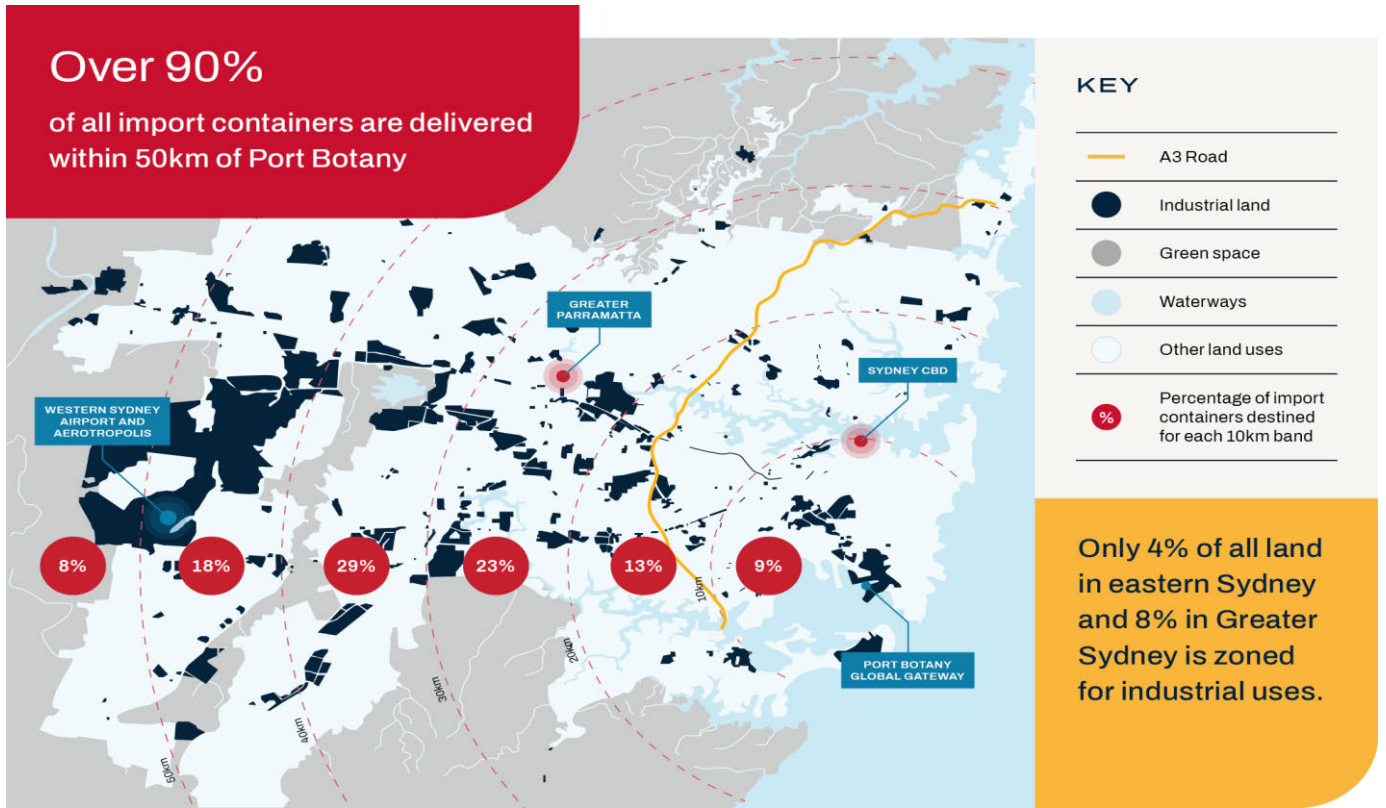 Over 90%
of all import containers are delivered
within 50km of Port Botany
KEY
A3 Road
Industrial land
Green space
Waterways
Other land uses
%
Percentage of import
containers destined
for each 10km band
GREATER
PARRAMATTA
SYDNEY CBD
WESTERN SYDNEY
AIRPORT AND
AEROTROPOLIS
8%
18%
29%
23%
13%
9%
10km
20km
30km
40km
50km
PORT BOTANY
GLOBAL GATEWAY
Only 4% of all land
in eastern Sydney
and 8% in Greater
Sydney is zoned
for industrial uses.